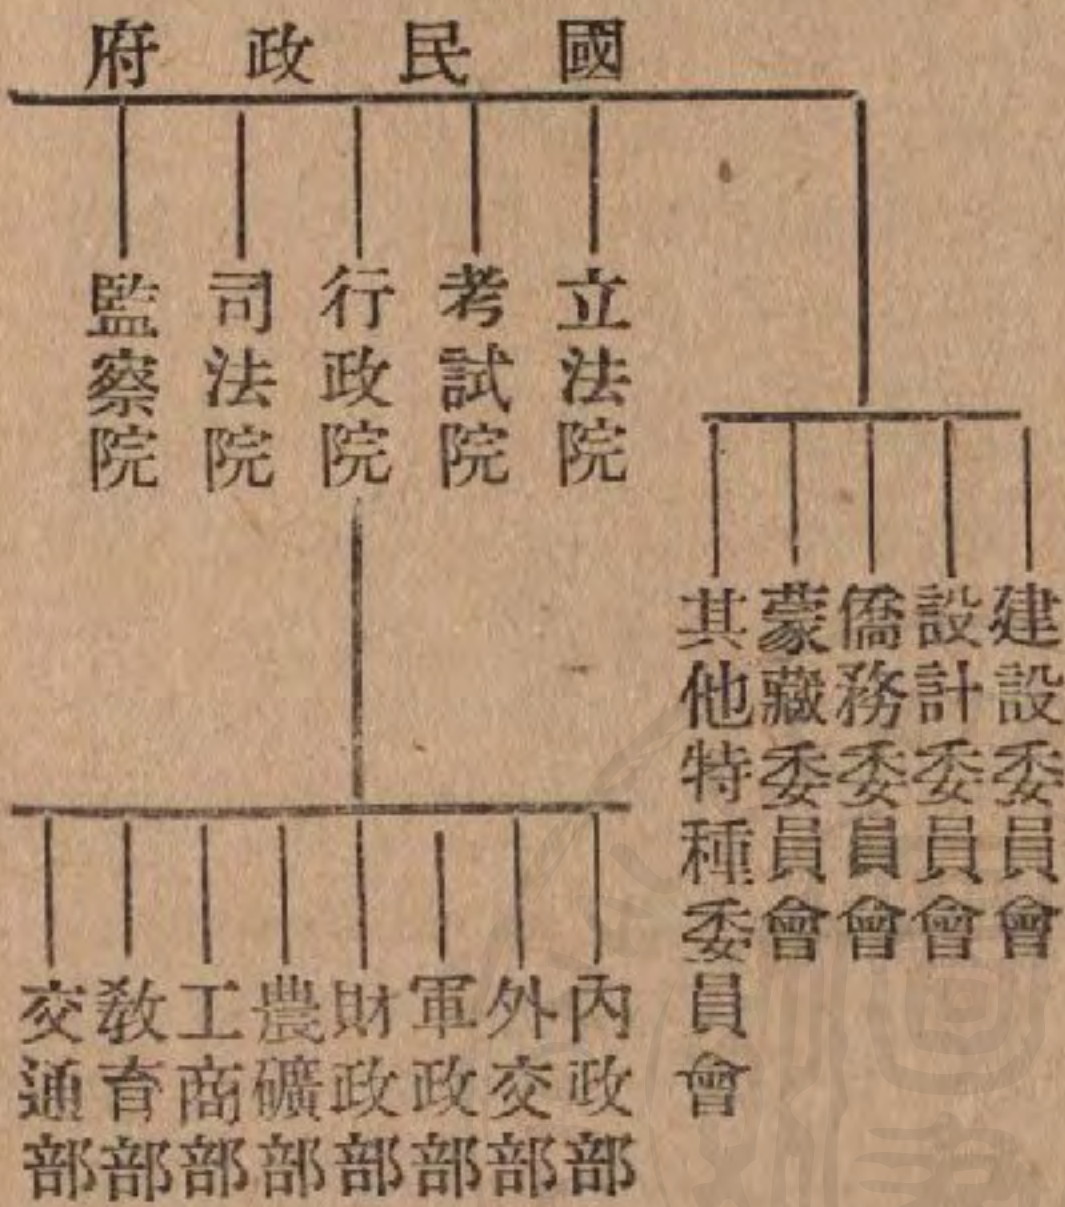 國民政府
立法院
考試院
行政院
司法院
監察院
建設委員會
設計委員會
僑務委員會
蒙藏委員會
其他特種委員會
內政部
外交部
軍政部
財政部
農礦部
工商部
教育部
交通部